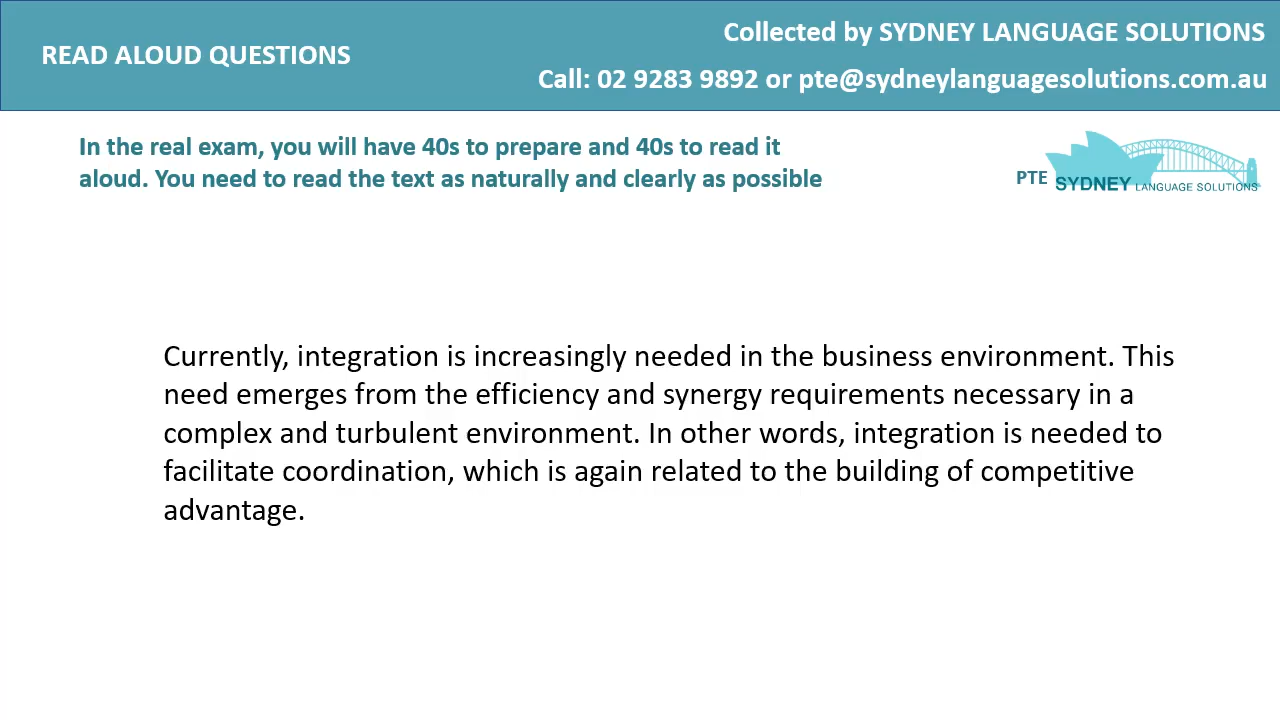 READ ALOUD QUESTIONS
Collected by SYDNEY LANGUAGE SOLUTIONS
Call: 02 9283 9892 or pte@sydneylanguagesolutions.com.au
In the real exam, you will have 40s to prepare and 40s to read it
aloud. You need to read the text as naturally and clearly as possible
PTE SYDNEY LANGUAGE SOLUTIONS
Currently, integration is increasingly needed in the business environment. This
need emerges from the efficiency and synergy requirements necessary in a
complex and turbulent environment. In other words, integration is needed to
facilitate coordination, which is again related to the building of competitive
advantage.